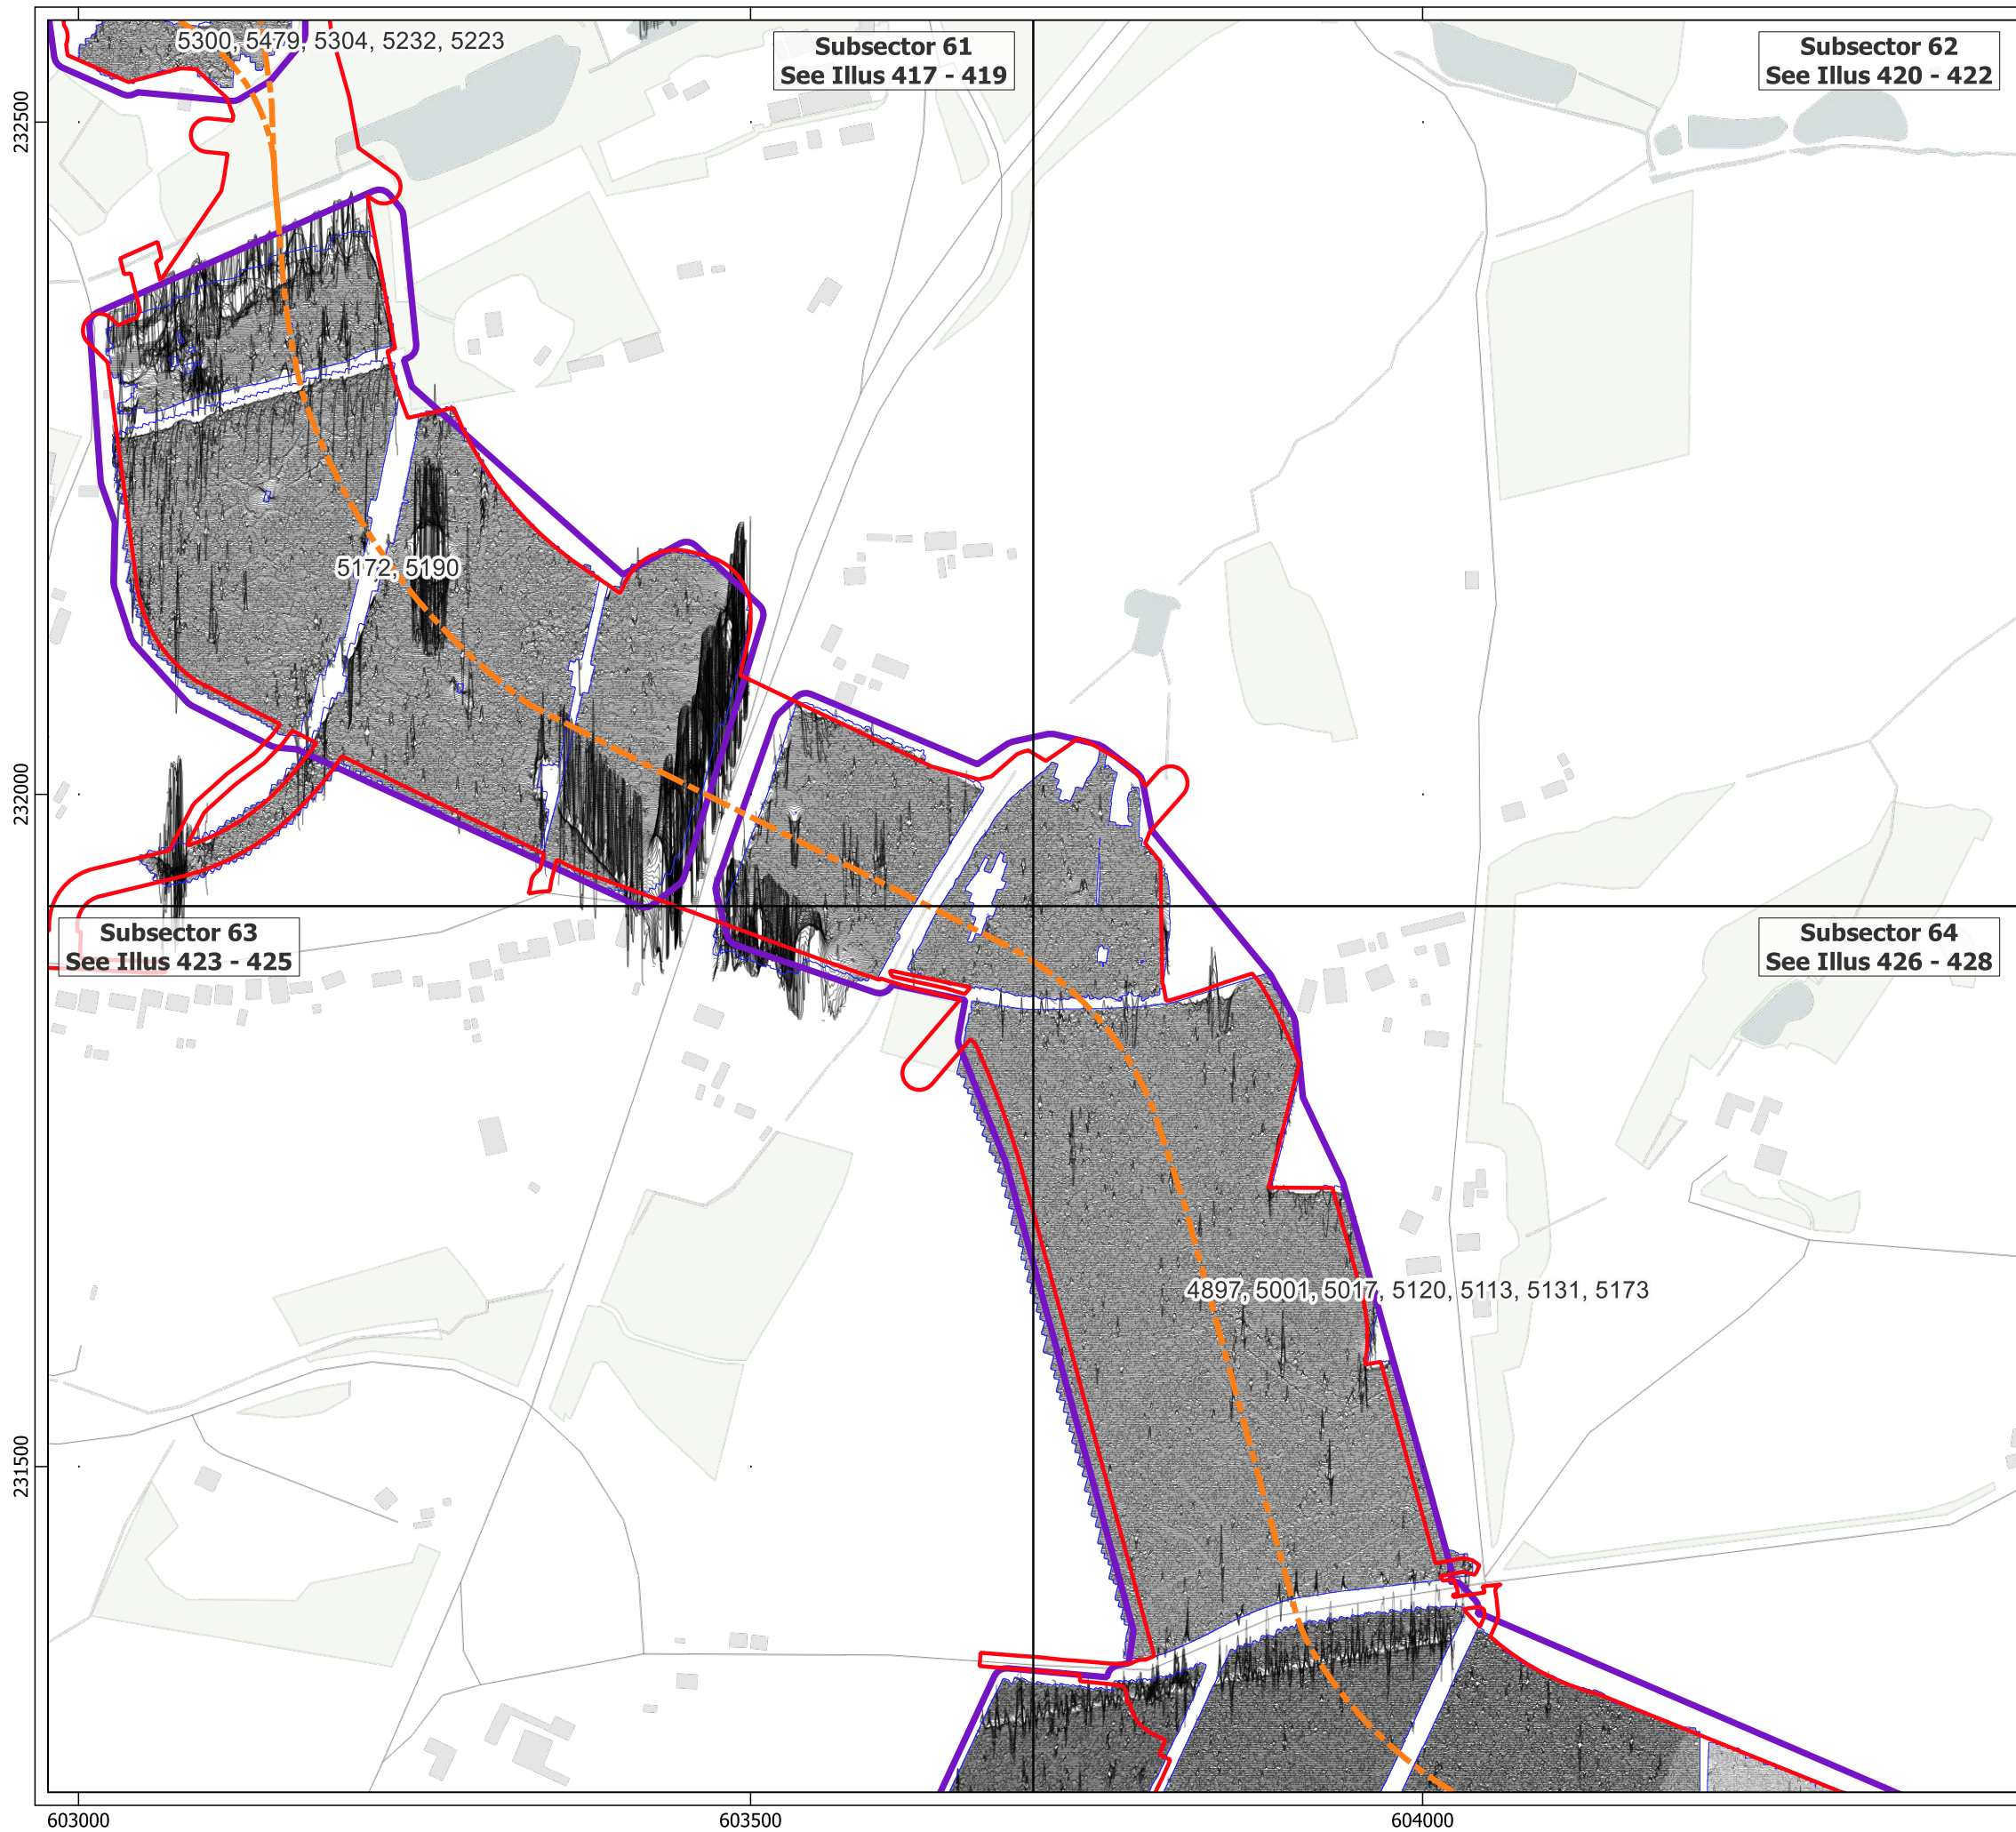 5300, 5479, 5304, 5232, 5223
Subsector 61
See Illus 417 - 419
Subsector 62
See Illus 420 - 422
232500
5172, 5190
232000
Subsector 63
See Illus 423 - 425
Subsector 64
See Illus 426 - 428
4897, 5001, 5017, 5120, 5113, 5131, 5173
231500
603000
603500
604000